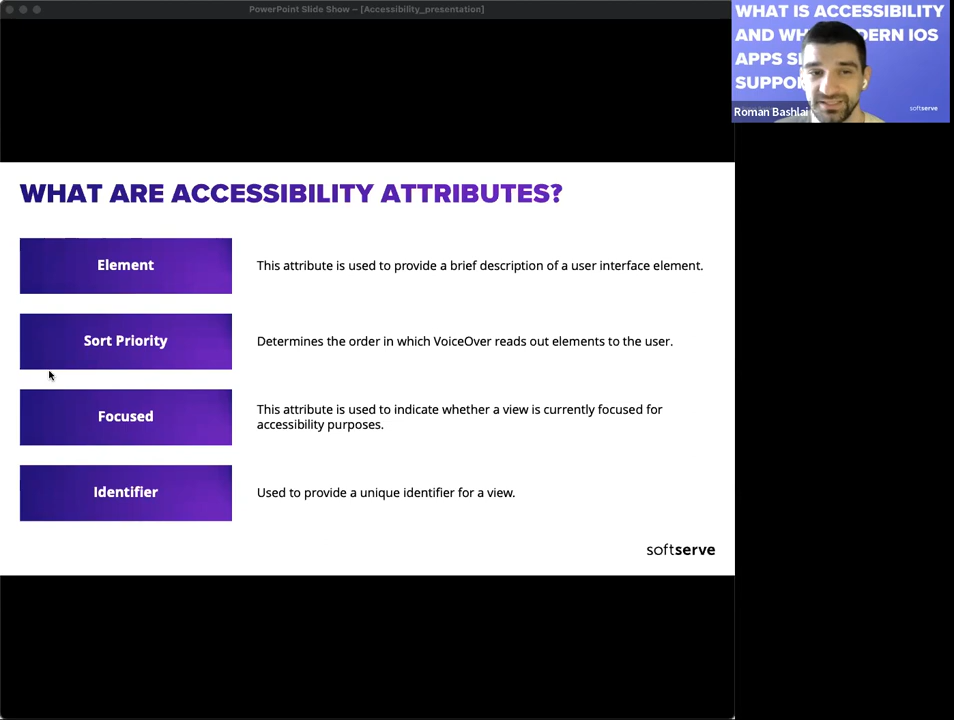 PowerPoint Slide Show – [Accessibility_presentation]
WHAT IS ACCESSIBILITY
AND WH DERN IOS
APPS S
SUPPO
softserve
Roman Bashlai
WHAT ARE ACCESSIBILITY ATTRIBUTES?
Element
This attribute is used to provide a brief description of a user interface element.
Sort Priority
Determines the order in which VoiceOver reads out elements to the user.
Focused
This attribute is used to indicate whether a view is currently focused for
accessibility purposes.
Identifier
Used to provide a unique identifier for a view.
softserve